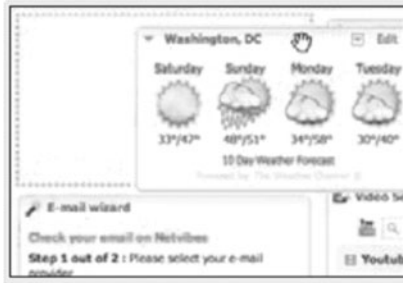 Washington, DC Edit
Saturday Sunday Monday Tuesday
33°/47° 48°/51° 34°/58° 30°/40°
10 Day Weather Forecast
Provided by The Weather Channel
E-mail wizard
Check your email on Netvibes
Step 1 out of 2 : Please select your e-mail
provider
Video Se
Youtub